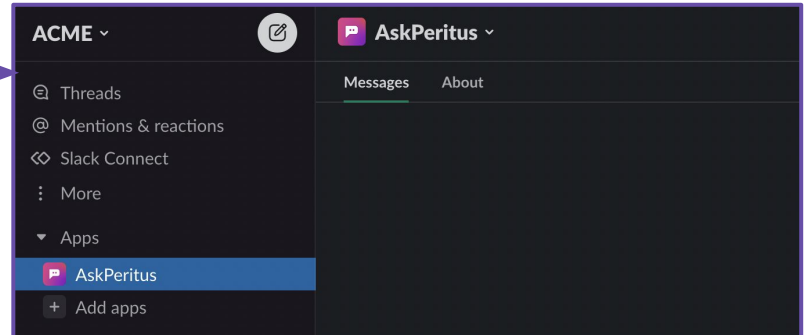 ACME
Threads
Mentions & reactions
Slack Connect
More
Apps
AskPeritus
Add apps
AskPeritus
Messages About